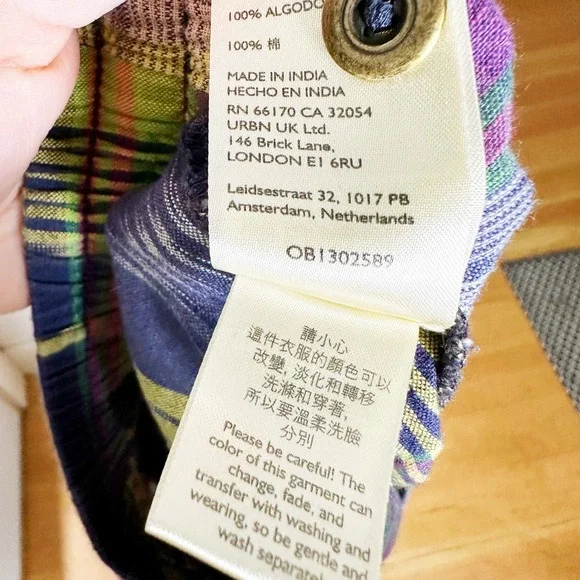 100% ALGODO
100% 棉
MADE IN INDIA
HECHO EN INDIA
RN 66170 CA 32054
URBN UK Ltd.
146 Brick Lane,
LONDON E1 6RU
Leidsestraat 32, 1017 PB
Amsterdam, Netherlands
OB1302589
請小心
這件衣服的顏色可以
改變, 淡化和轉移
洗滌和穿著,
所以要溫柔洗臉
分別
Please be careful! The
color of this garment can
change, fade, and
transfer with washing and
wearing, so be gentle and
wash separately